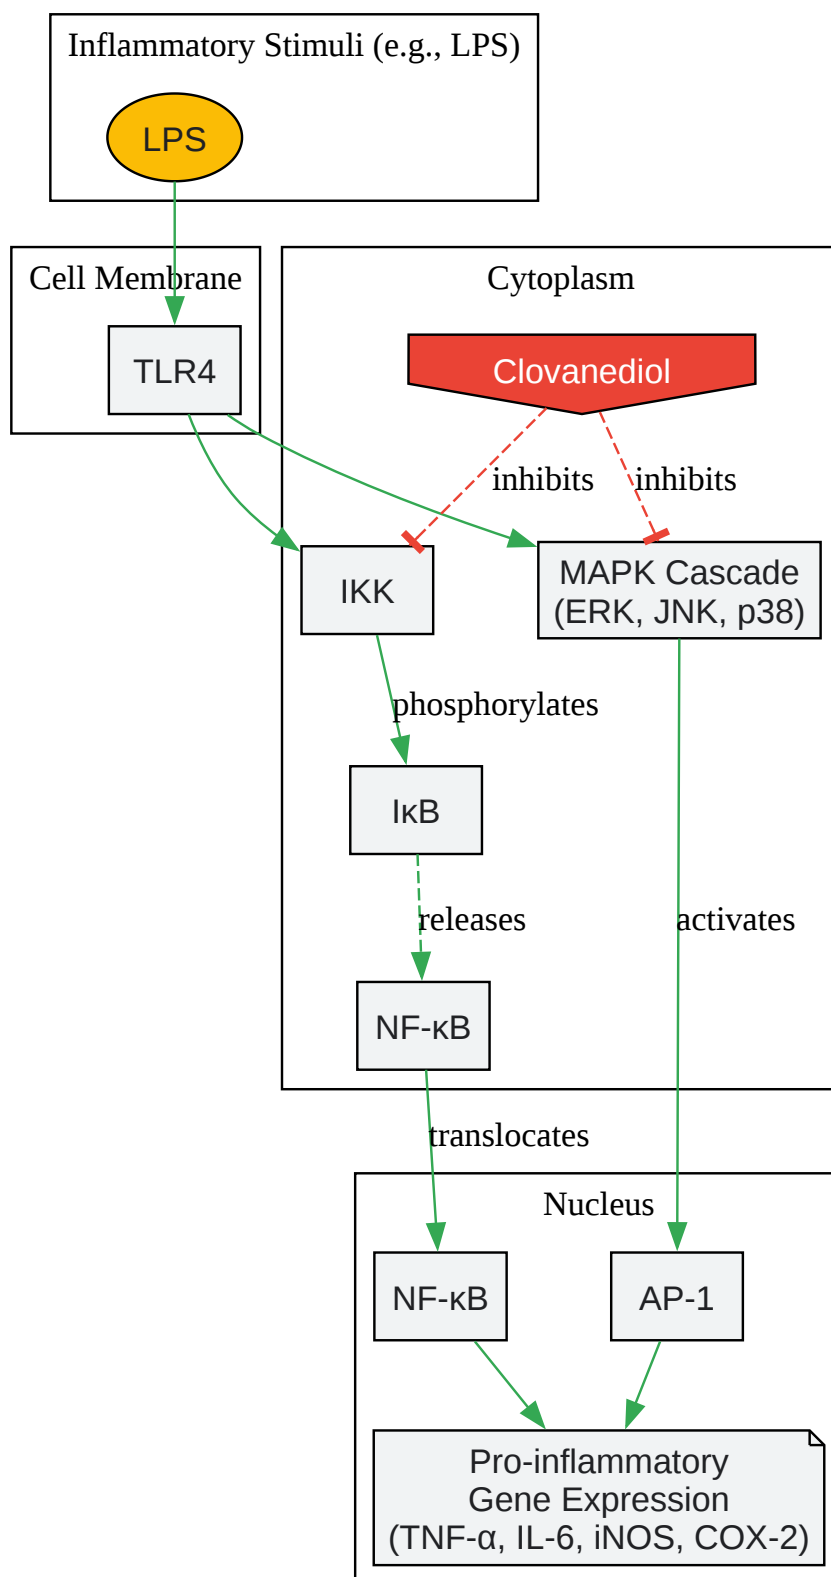 Inflammatory Stimuli (e.g., LPS)
LPS
Cell Membrane
Cytoplasm
TLR4
Clovanediol
inhibits
inhibits
IKK
MAPK Cascade
(ERK, JNK, p38)
phosphorylates
IκB
releases
activates
NF-κB
translocates
Nucleus
NF-κB
AP-1
Pro-inflammatory
Gene Expression
(TNF-α, IL-6, iNOS, COX-2)